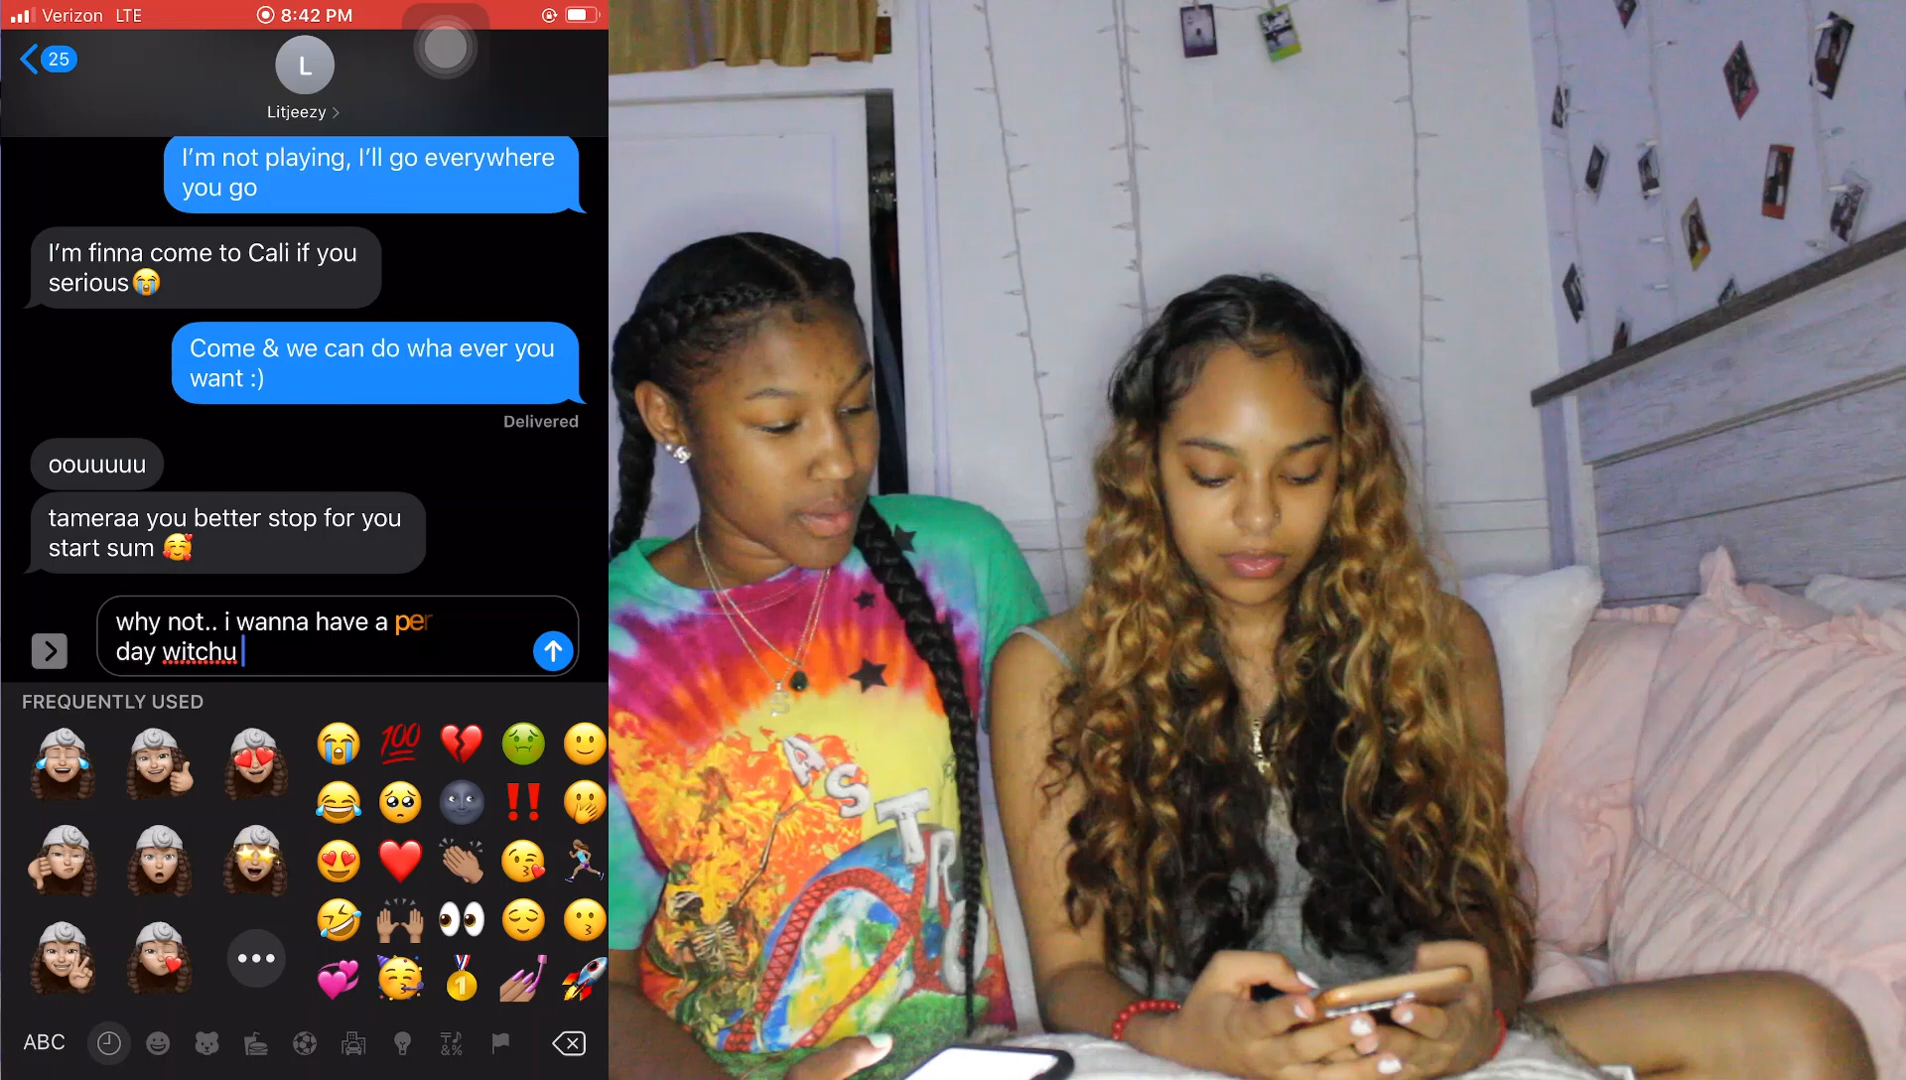 Verizon LTE 8:42 PM
25
L
Litjeezy
I'm not playing, I'll go everywhere
you go
I'm finna come to Cali if you
serious😭
Come & we can do wha ever you
want :)
Delivered
oouuuuu
tameraa you better stop for you
start sum 🥰
why not.. i wanna have a per
day witchu
FREQUENTLY USED
100
1
ABC
ASTRO